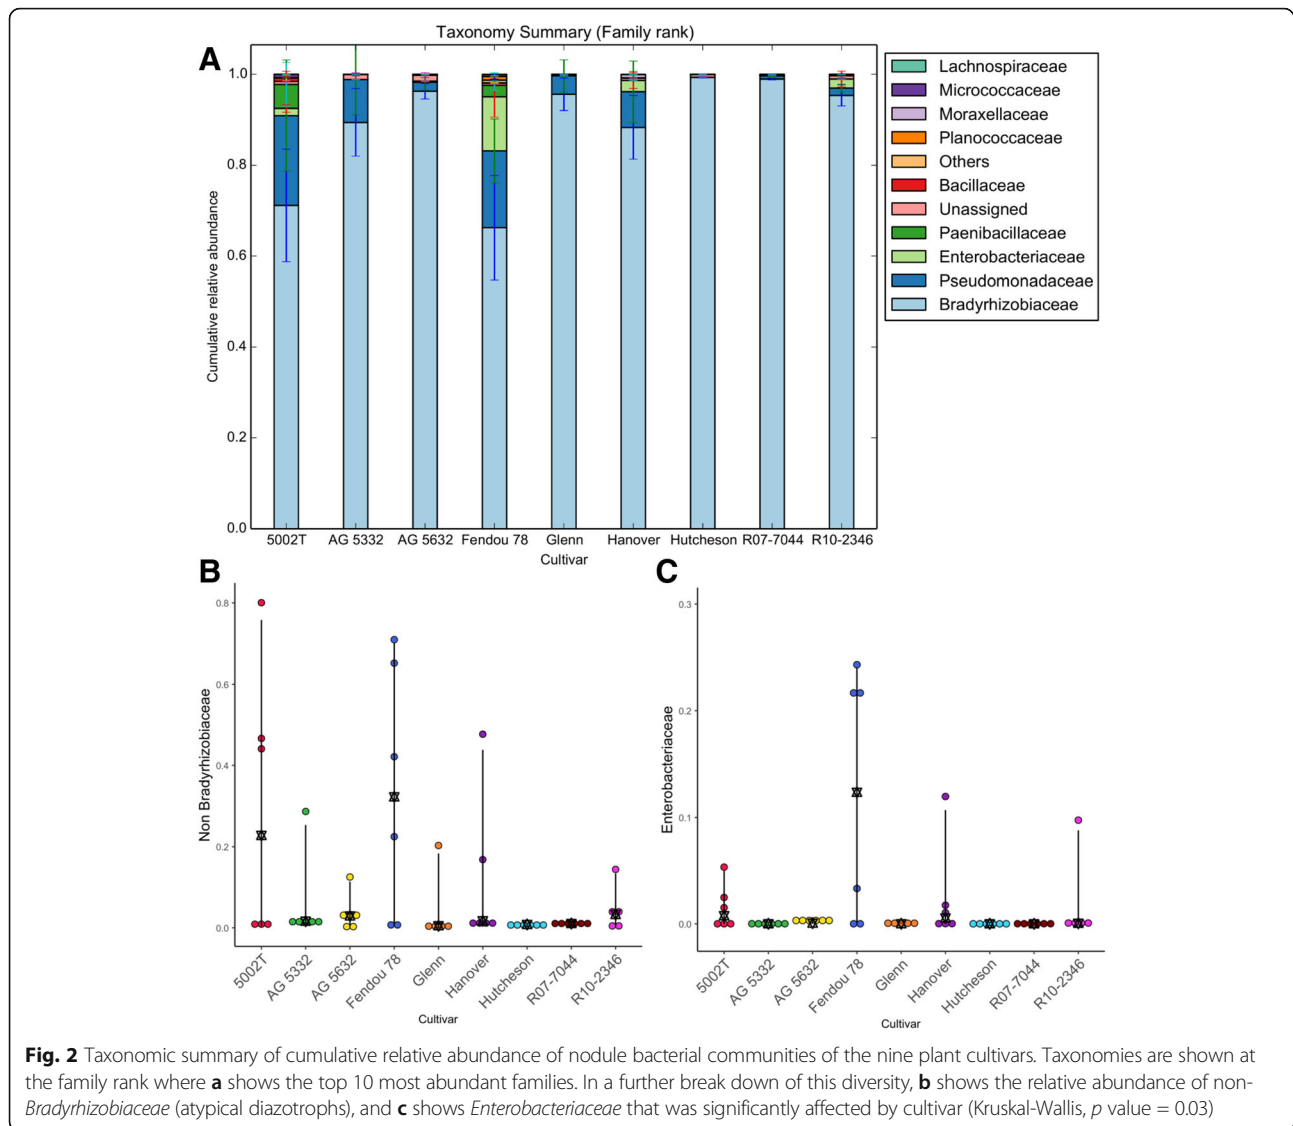 A
Taxonomy Summary (Family rank)
Cumulative relative abundance
1.0
0.8
0.6
0.4
0.2
0.0
5002T AG 5332 AG 5632 Fendou 78 Glenn Hanover Hutcheson R07-7044 R10-2346
Cultivar
Lachnospiraceae
Micrococcaceae
Moraxellaceae
Planococcaceae
Others
Bacillaceae
Unassigned
Paenibacillaceae
Enterobacteriaceae
Pseudomonadaceae
Bradyrhizobiaceae
B
Non Bradyrhizobiaceae
0.8
0.6
0.4
0.2
0.0
5002T AG 5332 AG 5632 Fendou 78 Glenn Hanover Hutcheson R07-7044 R10-2346
Cultivar
C
Enterobacteriaceae
0.3
0.2
0.1
0.0
5002T AG 5332 AG 5632 Fendou 78 Glenn Hanover Hutcheson R07-7044 R10-2346
Cultivar
Fig. 2 Taxonomic summary of cumulative relative abundance of nodule bacterial communities of the nine plant cultivars. Taxonomies are shown at
the family rank where a shows the top 10 most abundant families. In a further break down of this diversity, b shows the relative abundance of non-
Bradyrhizobiaceae (atypical diazotrophs), and c shows Enterobacteriaceae that was significantly affected by cultivar (Kruskal-Wallis, p value = 0.03)